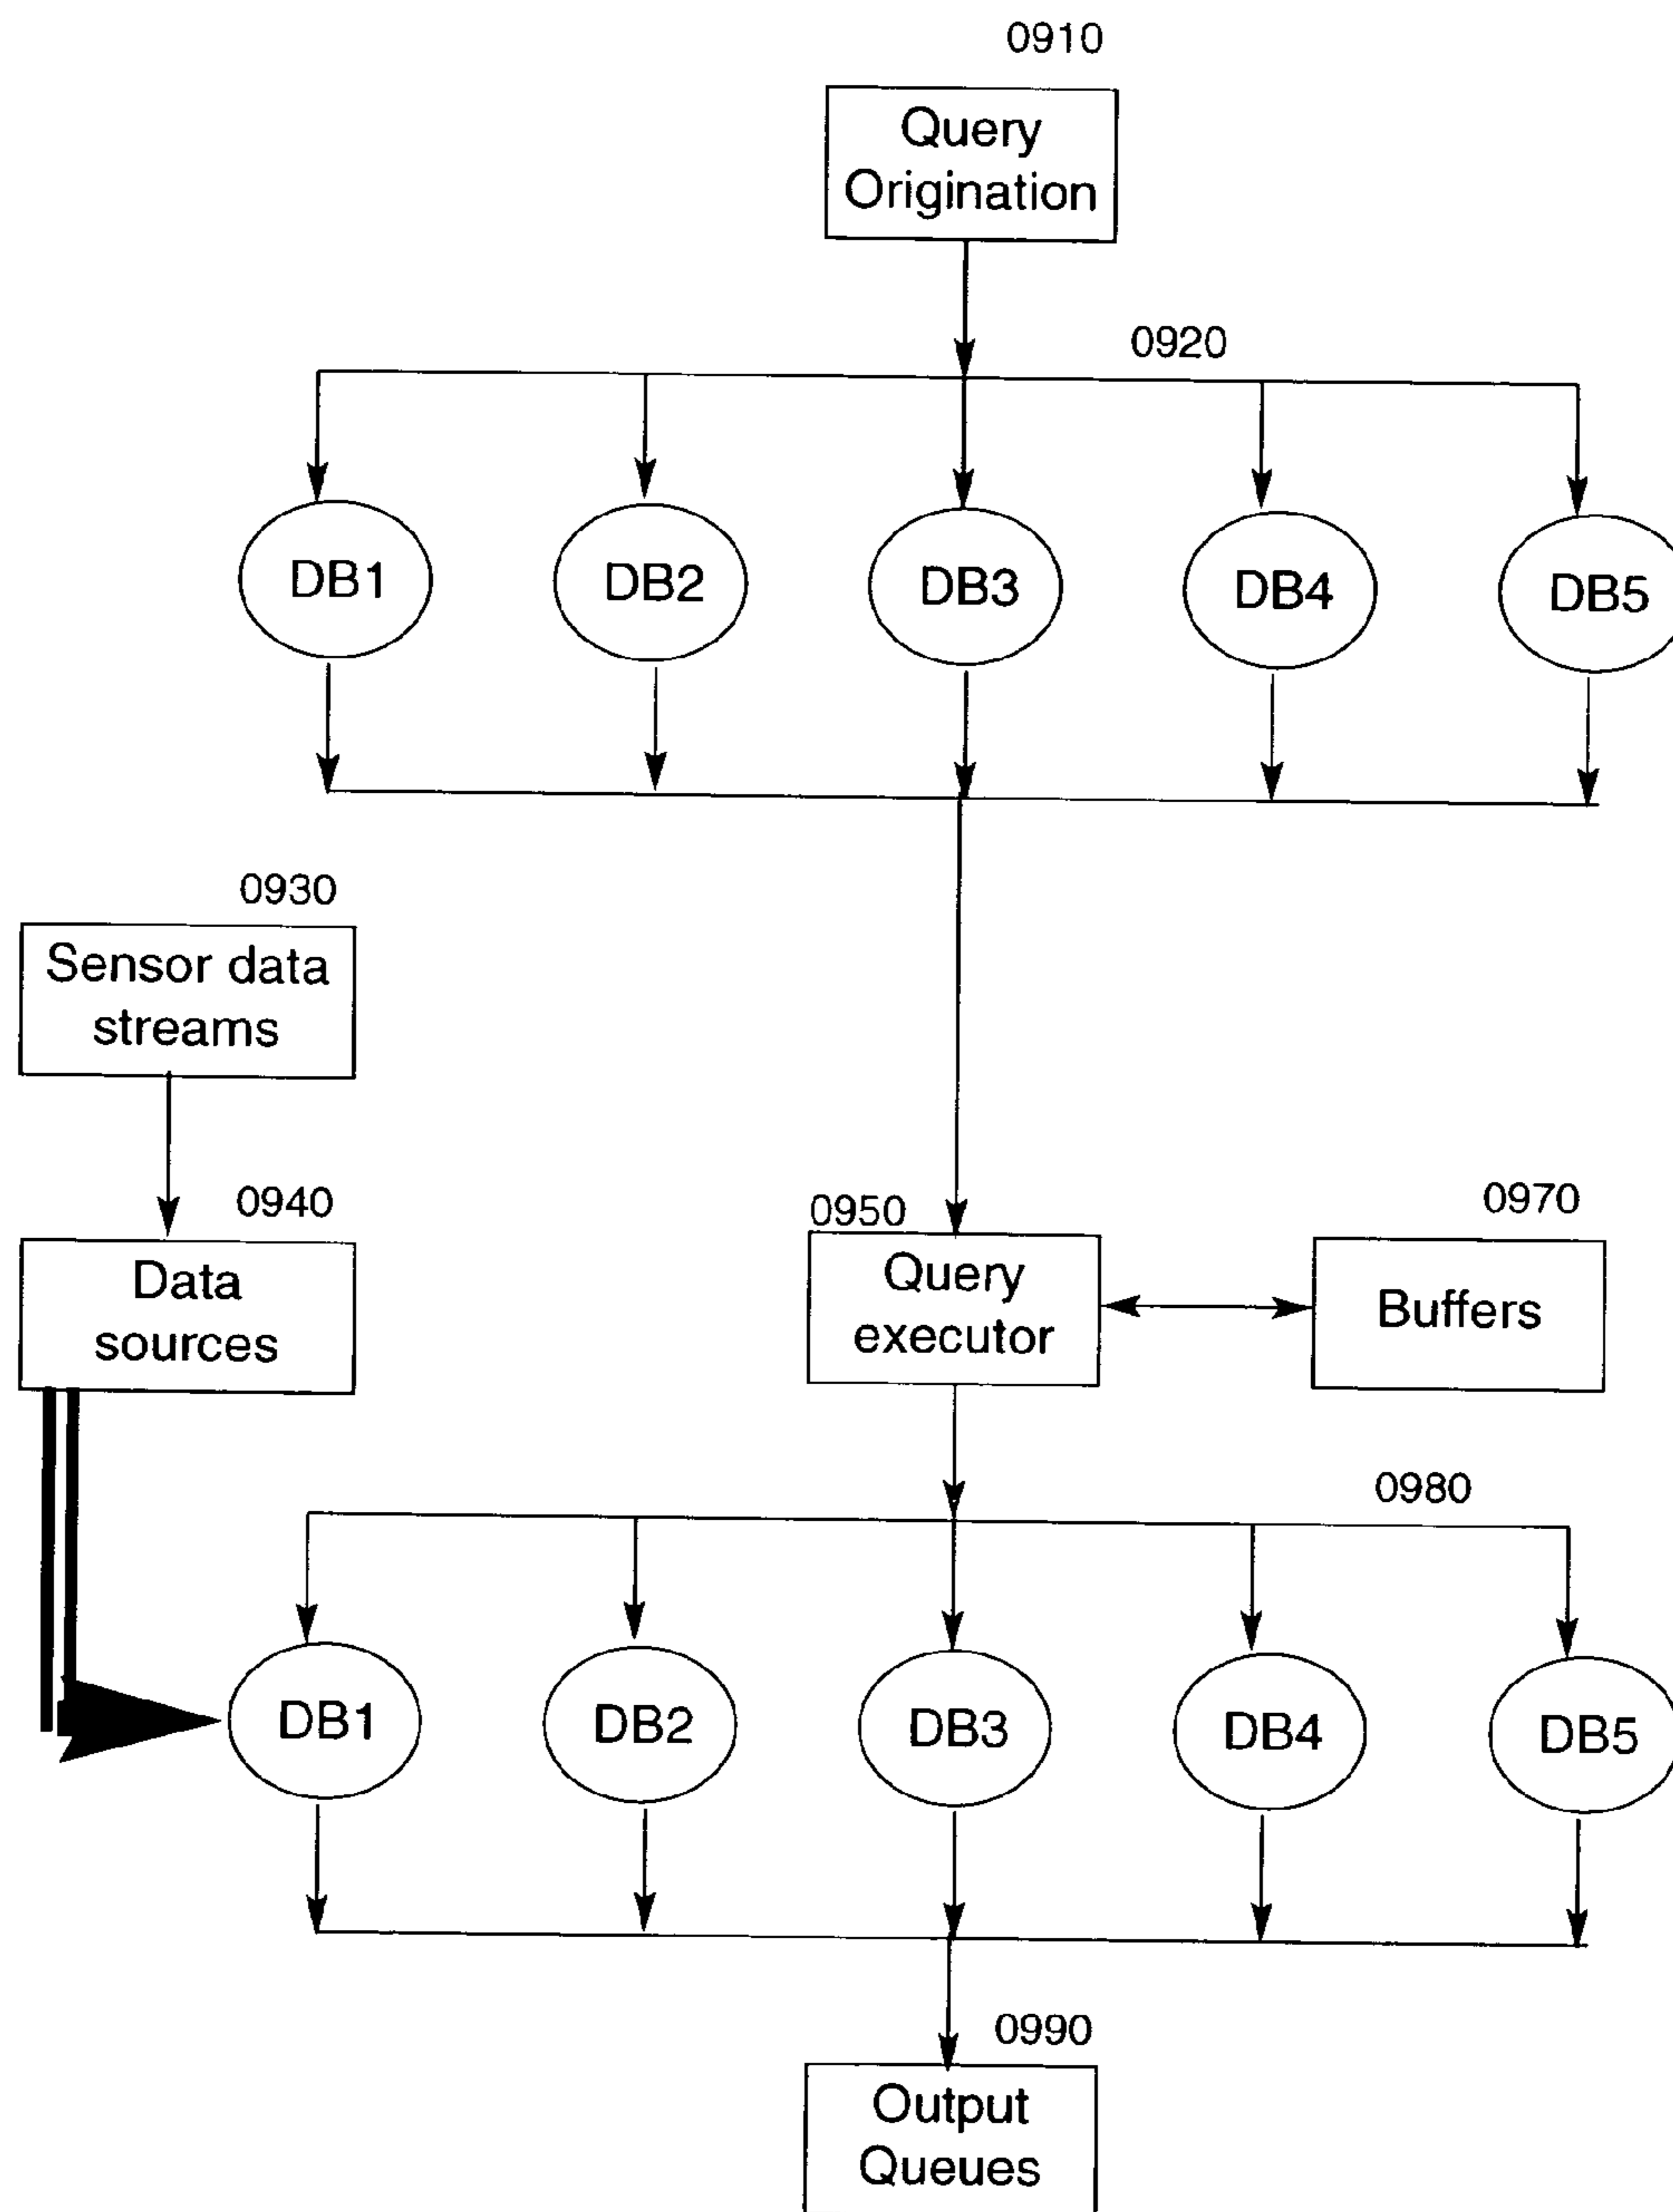 0910
Query
Origination
0920
DB1
DB2
DB3
DB4
DB5
0930
Sensor data
streams
0940
Data
sources
0950
Query
executor
0970
Buffers
0980
DB1
DB2
DB3
DB4
DB5
0990
Output
Queues